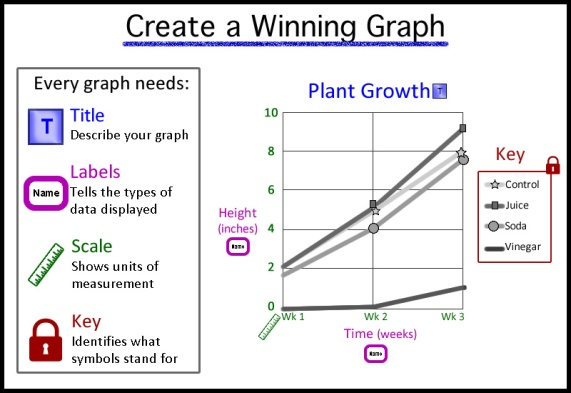 Create a Winning Graph
Every graph needs:
T
Title
Describe your graph
Labels
Name
Tells the types of
data displayed
Scale
Shows units of
measurement
Key
Identifies what
symbols stand for
Plant Growth
T
10
8
6
4
2
0
Height
(inches)
Name
Wk 1
Wk 2
Wk 3
Time (weeks)
Name
Key
Control
Juice
Soda
Vinegar